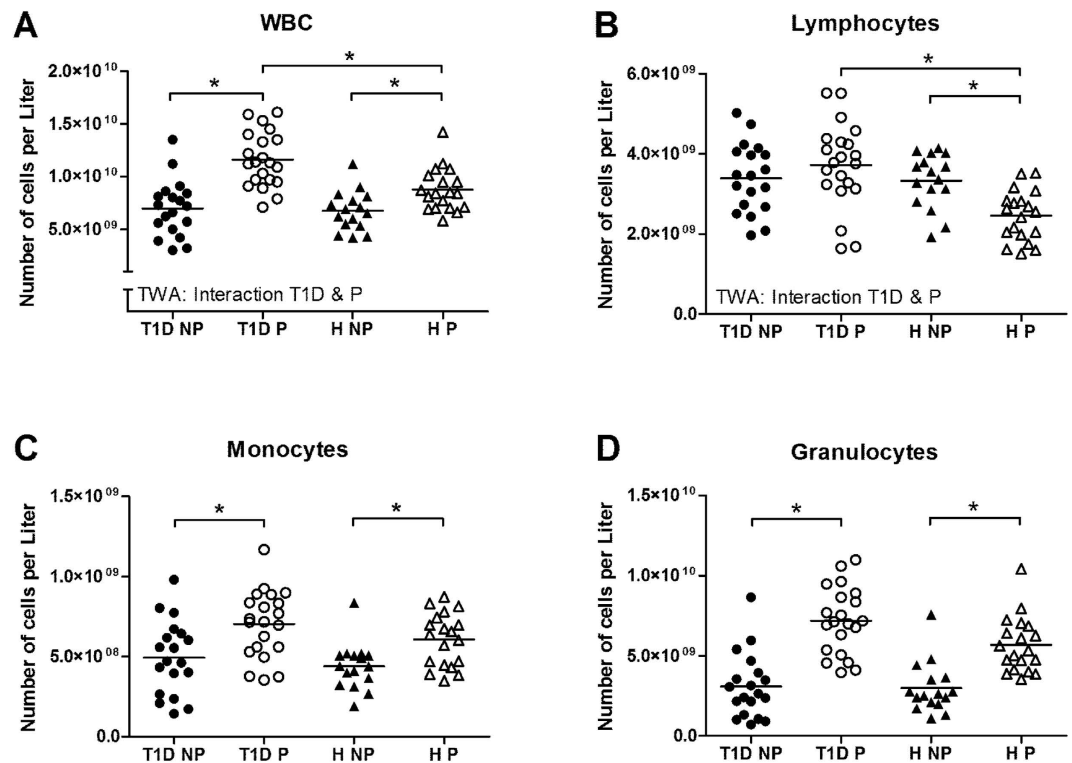 A
WBC
Number of cells per Liter
2.0×10 10
*
*
*
1.5×10 10
1.0×10 10
5.0×10 09
TWA: Interaction T1D & P
T1D NP T1D P H NP H P
B
Lymphocytes
Number of cells per Liter
6.0×10 09
*
*
4.0×10 09
2.0×10 09
TWA: Interaction T1D & P
0.0
T1D NP T1D P H NP H P
C
Monocytes
Number of cells per Liter
1.5×10 09
*
*
1.0×10 09
5.0×10 08
0.0
T1D NP T1D P H NP H P
D
Granulocytes
Number of cells per Liter
1.5×10 10
*
*
1.0×10 10
5.0×10 09
0.0
T1D NP T1D P H NP H P